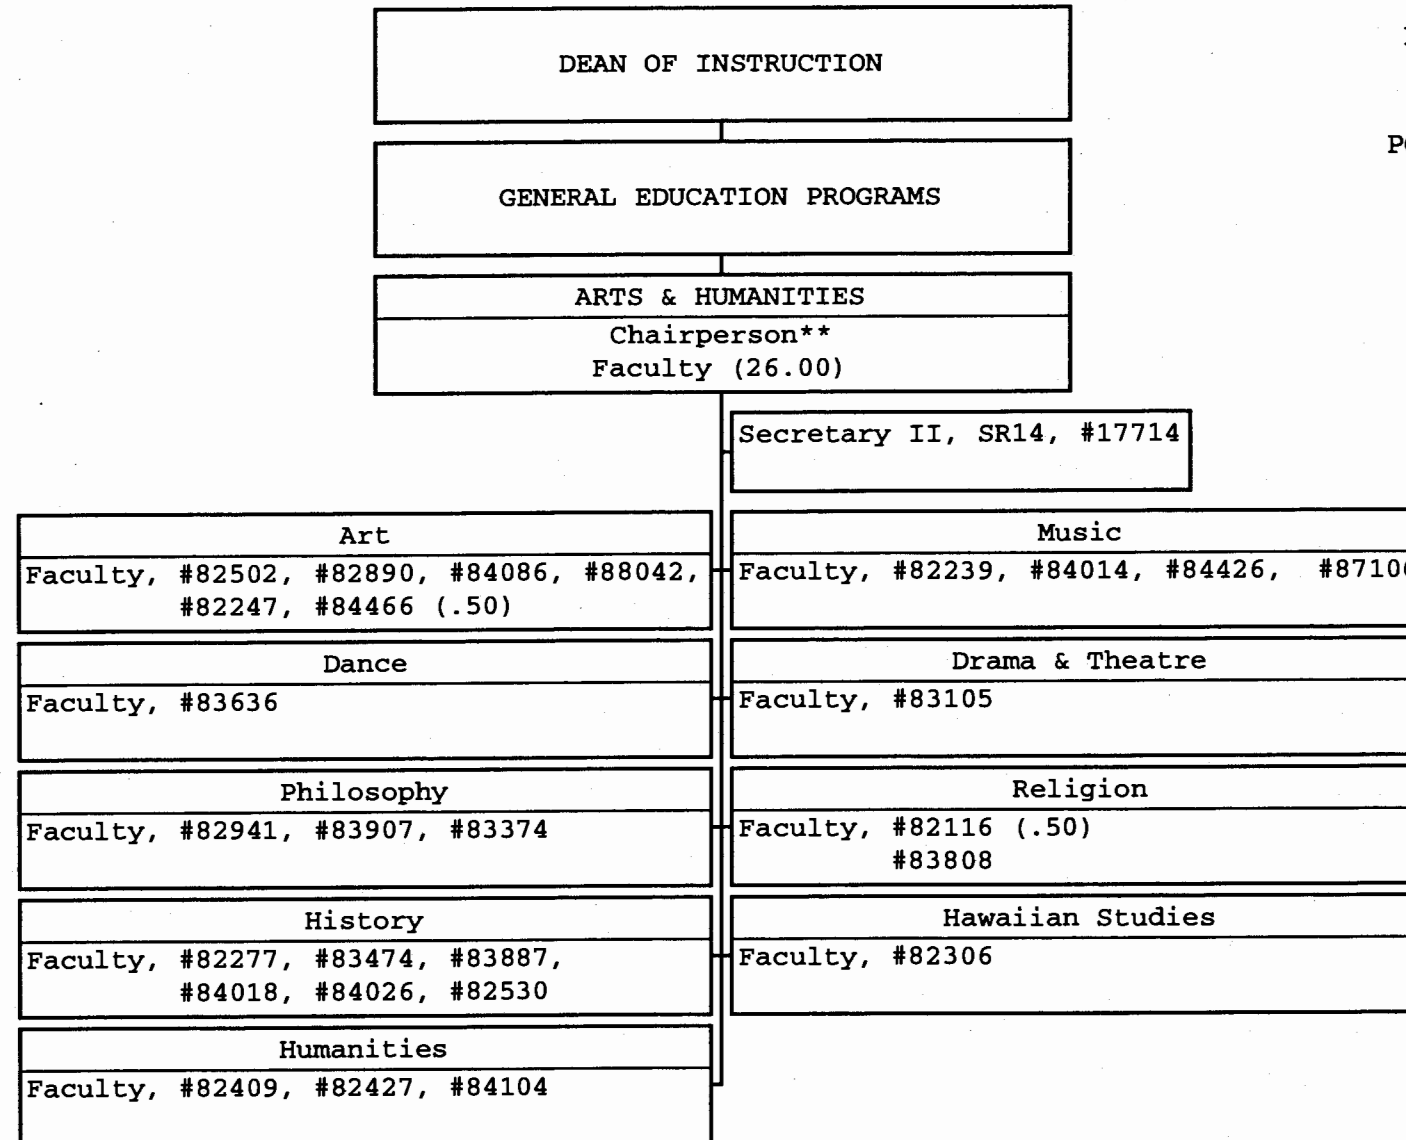 DEAN OF INSTRUCTION
GENERAL EDUCATION PROGRAMS
ARTS & HUMANITIES
Chairperson**
Faculty (26.00)
Secretary II, SR14, #17714
Art
Faculty, #82502, #82890, #84086, #88042,
#82247, #84466 (.50)
Music
Faculty, #82239, #84014, #84426, #8710
Dance
Faculty, #83636
Drama & Theatre
Faculty, #83105
Philosophy
Faculty, #82941, #83907, #83374
Religion
Faculty, #82116 (.50)
#83808
History
Faculty, #82277, #83474, #83887,
#84018, #84026, #82530
Hawaiian Studies
Faculty, #82306
Humanities
Faculty, #82409, #82427, #84104